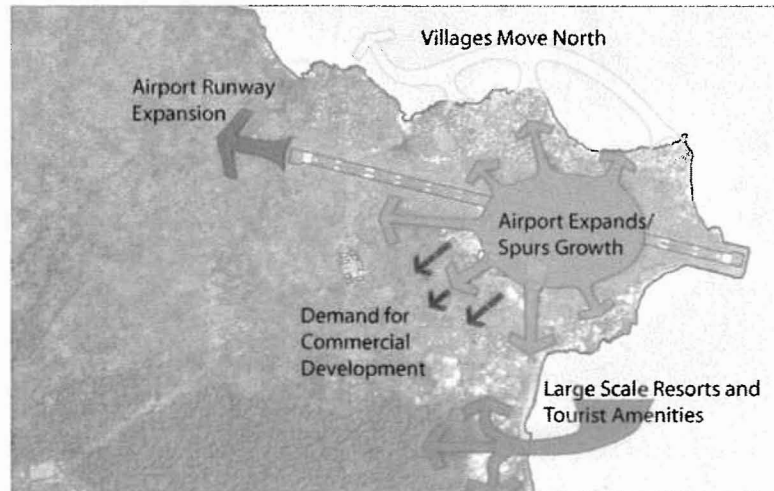 Villages Move North
Airport Runway
Expansion
Airport Expands/
Spurs Growth
Demand for
Commercial
Development
Large Scale Resorts and
Tourist Amenities